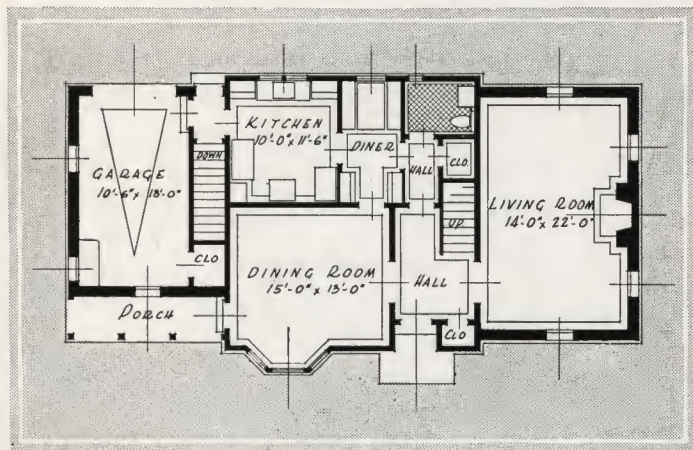 KITCHEN
10'-0" x 11'-6"
DINER
HALL
CLO.
DOWN
GARAGE
10'-6" x 18'-0"
CLO
UP
LIVING ROOM
14'-0" x 22'-0"
DINING ROOM
15'-0" x 13'-0"
HALL
CLO
PORCH